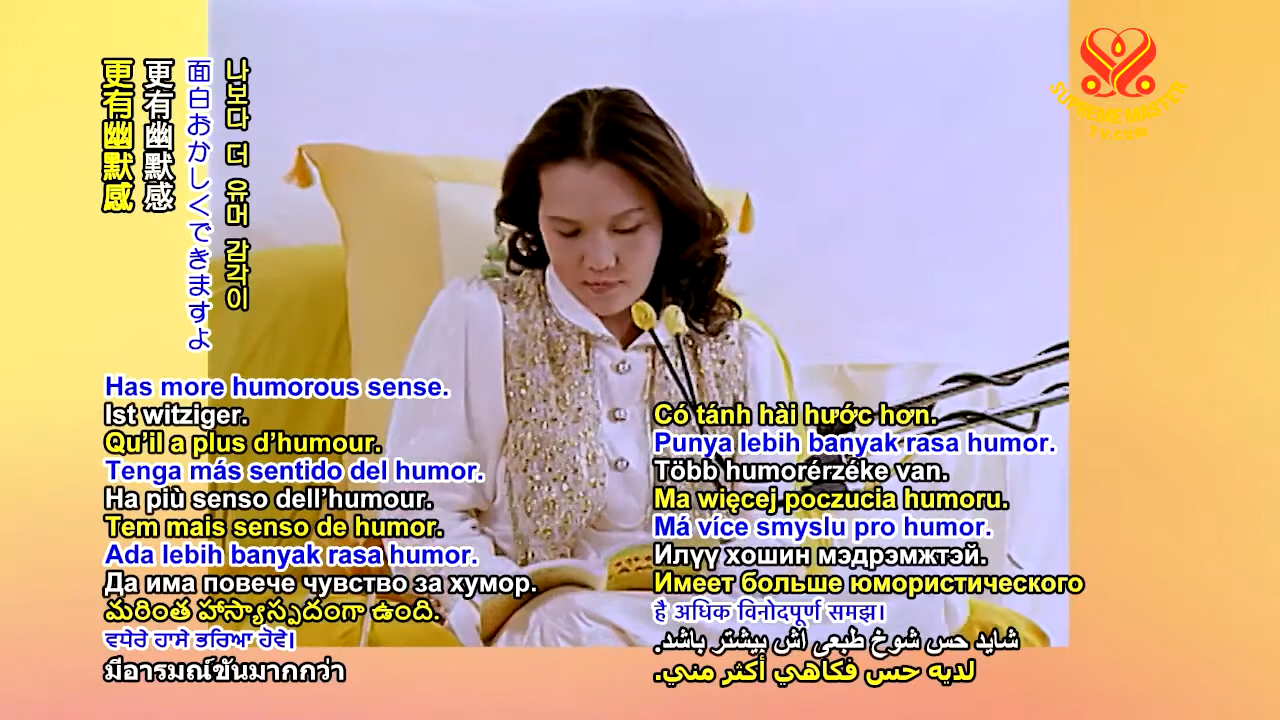 更有幽默感
更有幽默感
面白おかしくできますよ
나보다 더 유머 감각이
SUPREME MASTER
TV.com
Has more humorous sense.
Ist witziger.
Qu'il a plus d'humour.
Tenga más sentido del humor.
Ha più senso dell'humour.
Tem mais senso de humor.
Ada lebih banyak rasa humor.
Да има повече чувство за хумор.
మరింత హాస్యాస్పదంగా ఉంది.
ਵਧੇਰੇ ਹਾਸੇ ਭਰਿਆ ਹੋਵੇ।
มีอารมณ์ขันมากกว่า
Có tánh hài hước hơn.
Punya lebih banyak rasa humor.
Több humorérzéke van.
Ma więcej poczucia humoru.
Má více smyslu pro humor.
Илүү хошин мэдрэмжтэй.
Имеет больше юмористического
है अधिक विनोदपूर्ण समझ।
شاید حس شوخ طبعی اش بیشتر باشد.
لديه حس فكاهي أكثر مني.